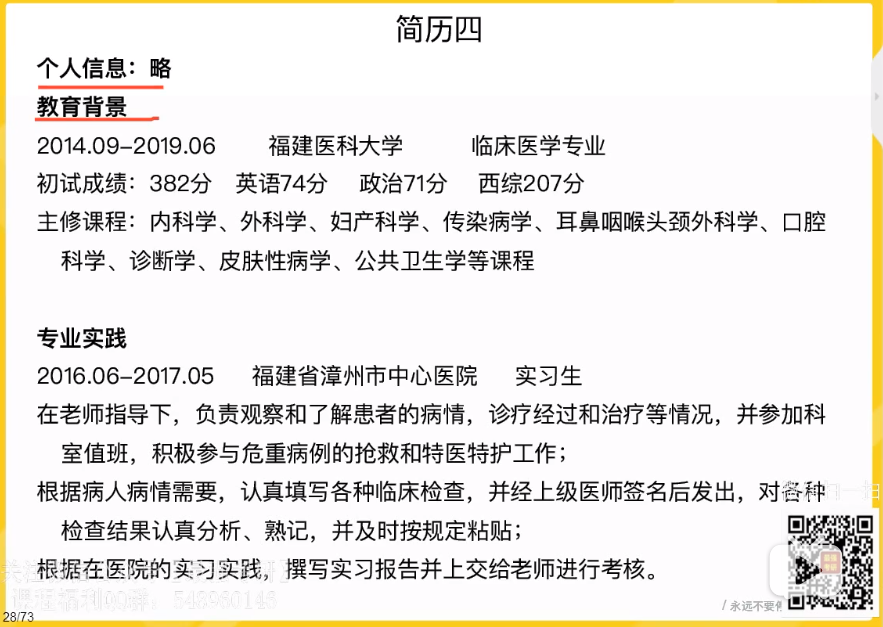 简历四
个人信息：略
教育背景
2014.09–2019.06 福建医科大学 临床医学专业
初试成绩：382分 英语74分 政治71分 西综207分
主修课程：内科学、外科学、妇产科学、传染病学、耳鼻咽喉头颈外科学、口腔
科学、诊断学、皮肤性病学、公共卫生学等课程
专业实践
2016.06–2017.05 福建省漳州市中心医院 实习生
在老师指导下，负责观察和了解患者的病情，诊疗经过和治疗等情况，并参加科
室值班，积极参与危重病例的抢救和特医特护工作；
根据病人病情需要，认真填写各种临床检查，并经上级医师签名后发出，对各种
检查结果认真分析、熟记，并及时按规定粘贴；
根据在医院的实习实践，撰写实习报告并上交给老师进行考核。
/ 永远不要停
28/73